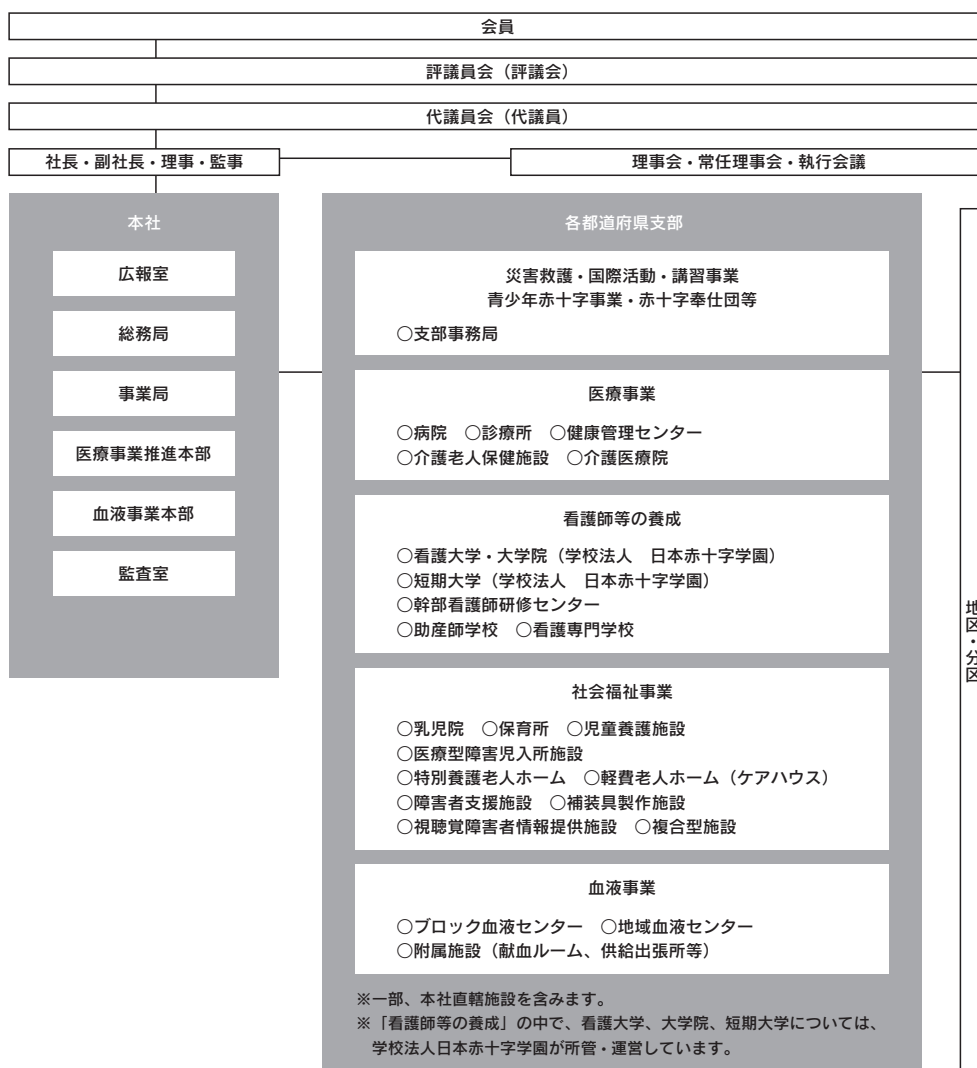 会員
評議員会（評議会）
代議員会（代議員）
社長・副社長・理事・監事
理事会・常任理事会・執行会議
本社
広報室
総務局
事業局
医療事業推進本部
血液事業本部
監査室
各都道府県支部
災害救護・国際活動・講習事業
青少年赤十字事業・赤十字奉仕団等
○支部事務局
医療事業
○病院　○診療所　○健康管理センター
○介護老人保健施設　○介護医療院
看護師等の養成
○看護大学・大学院（学校法人　日本赤十字学園）
○短期大学（学校法人　日本赤十字学園）
○幹部看護師研修センター
○助産師学校　○看護専門学校
社会福祉事業
○乳児院　○保育所　○児童養護施設
○医療型障害児入所施設
○特別養護老人ホーム　○軽費老人ホーム（ケアハウス）
○障害者支援施設　○補装具製作施設
○視聴覚障害者情報提供施設　○複合型施設
血液事業
○ブロック血液センター　○地域血液センター
○附属施設（献血ルーム、供給出張所等）
※一部、本社直轄施設を含みます。
※「看護師等の養成」の中で、看護大学、大学院、短期大学については、
学校法人日本赤十字学園が所管・運営しています。
地区・分区